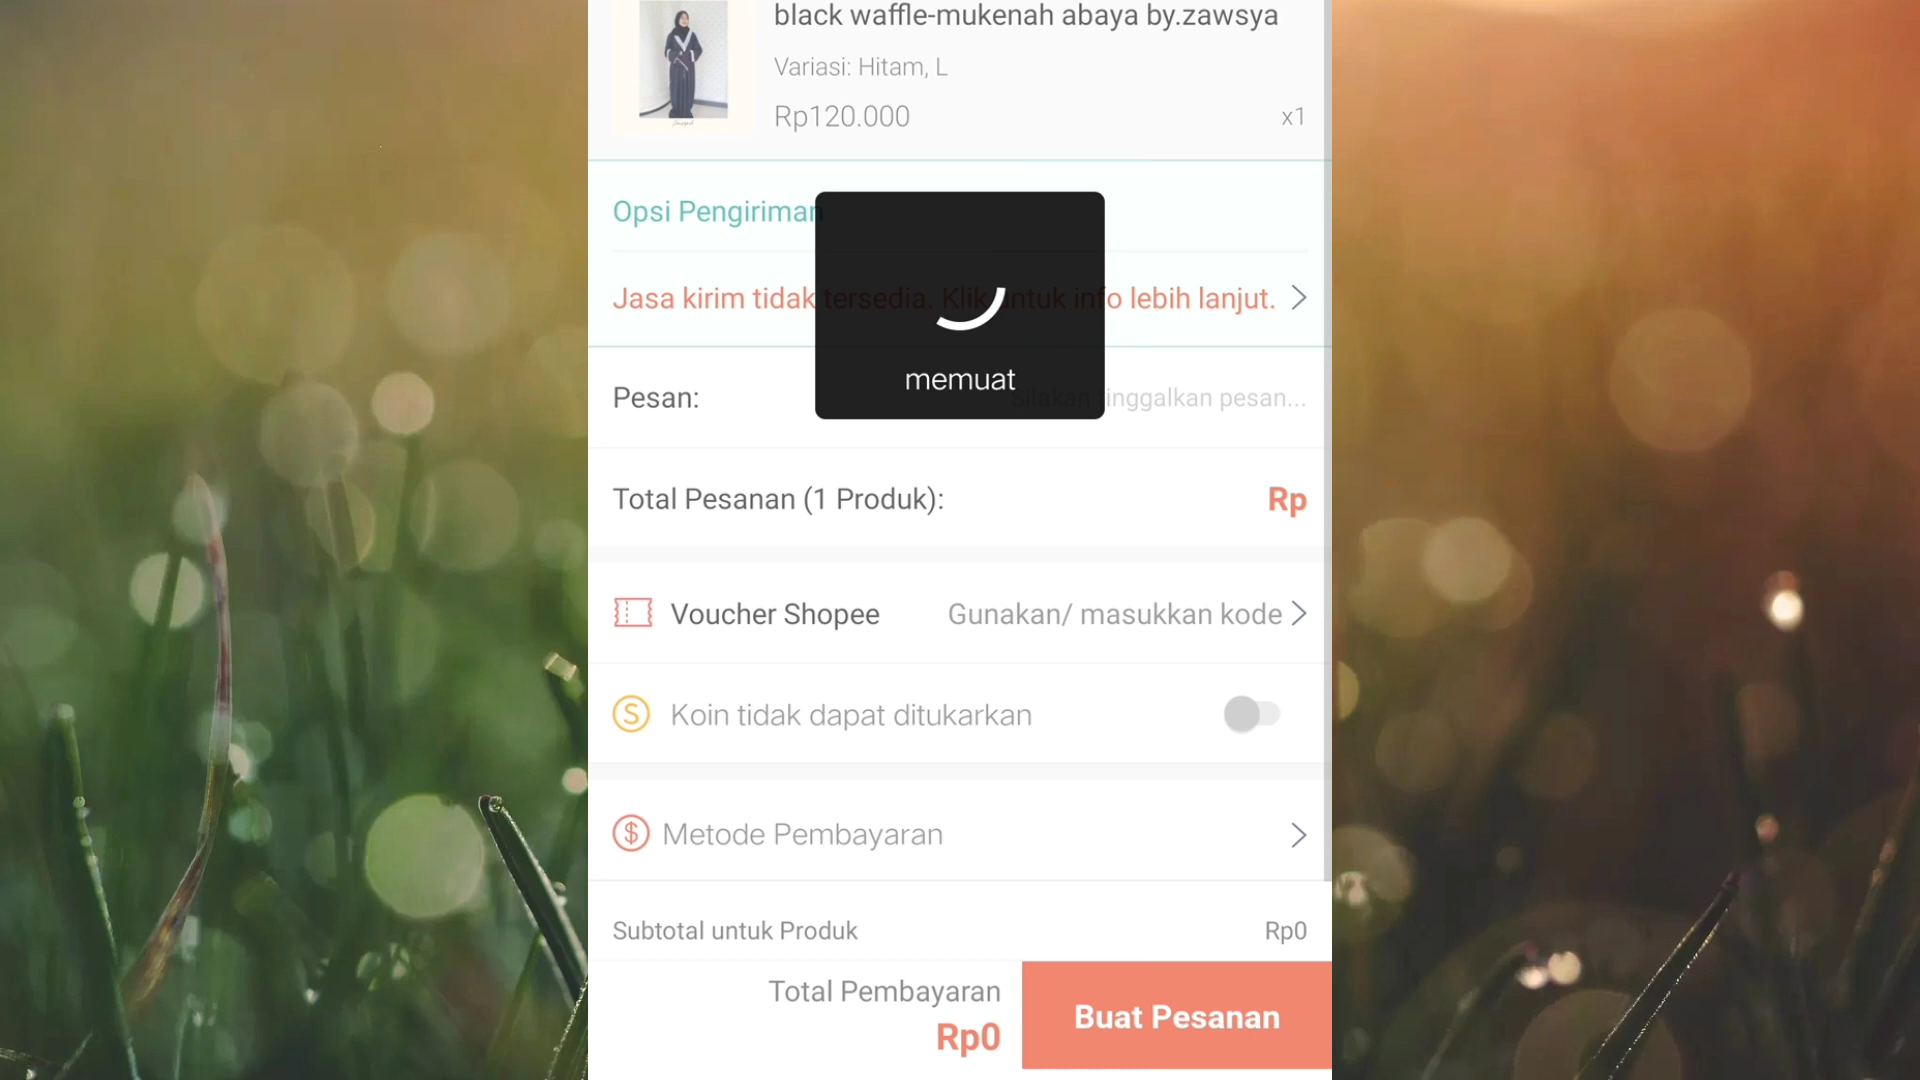 black waffle-mukenah abaya by.zawsya
Variasi: Hitam, L
Rp120.000 x1
Opsi Pengiriman
Jasa kirim tidak tersedia. Klik untuk info lebih lanjut.
memuat
Pesan: Silakan tinggalkan pesan...
Total Pesanan (1 Produk): Rp
Voucher Shopee Gunakan/ masukkan kode
Koin tidak dapat ditukarkan
Metode Pembayaran
Subtotal untuk Produk Rp0
Total Pembayaran
Rp0
Buat Pesanan